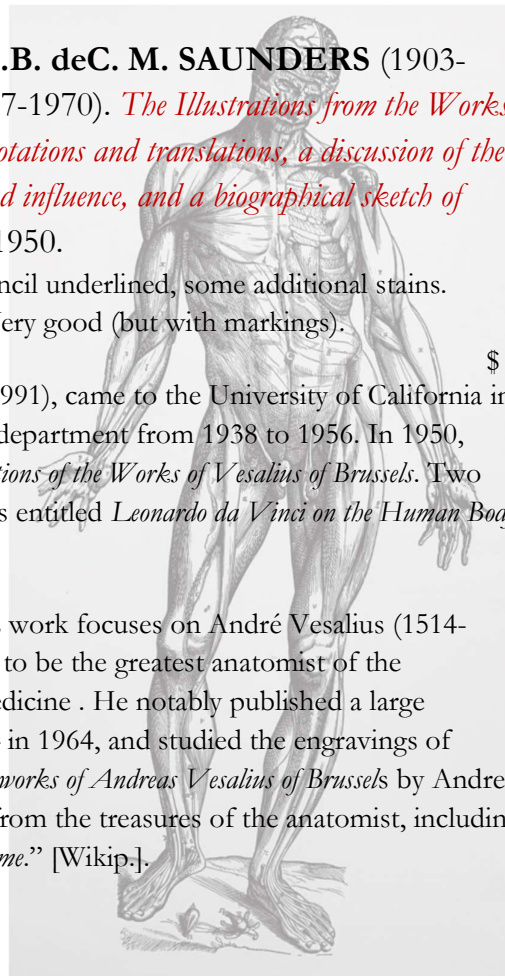 .B. deC. M. SAUNDERS (1903-
7-1970). The Illustrations from the Works
otations and translations, a discussion of the
d influence, and a biographical sketch of
1950.
ncil underlined, some additional stains.
Very good (but with markings).
$
991), came to the University of California in
department from 1938 to 1956. In 1950,
tions of the Works of Vesalius of Brussels. Two
s entitled Leonardo da Vinci on the Human Body
s work focuses on André Vesalius (1514-
to be the greatest anatomist of the
edicine . He notably published a large
in 1964, and studied the engravings of
works of Andreas Vesalius of Brussels by Andre
from the treasures of the anatomist, includin
me.” [Wikip.].